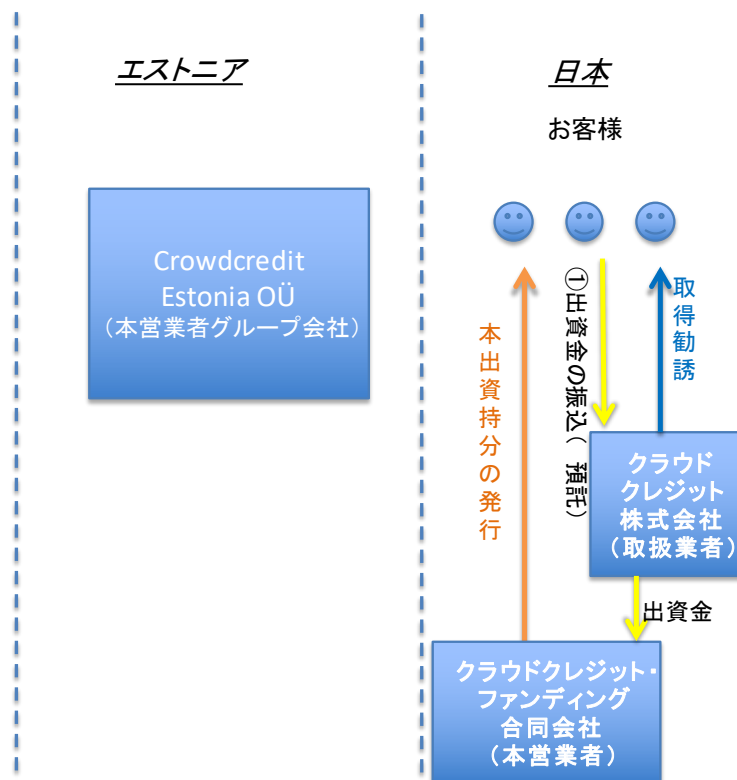 エストニア
日本
お客様
Crowdcredit
Estonia OÜ
（本営業者グループ会社）
本出資持分の発行
①出資金の振込（ 預託）
取得勧誘
クラウド
クレジット
株式会社
（取扱業者）
出資金
クラウドクレジット・
ファンディング
合同会社
（本営業者）